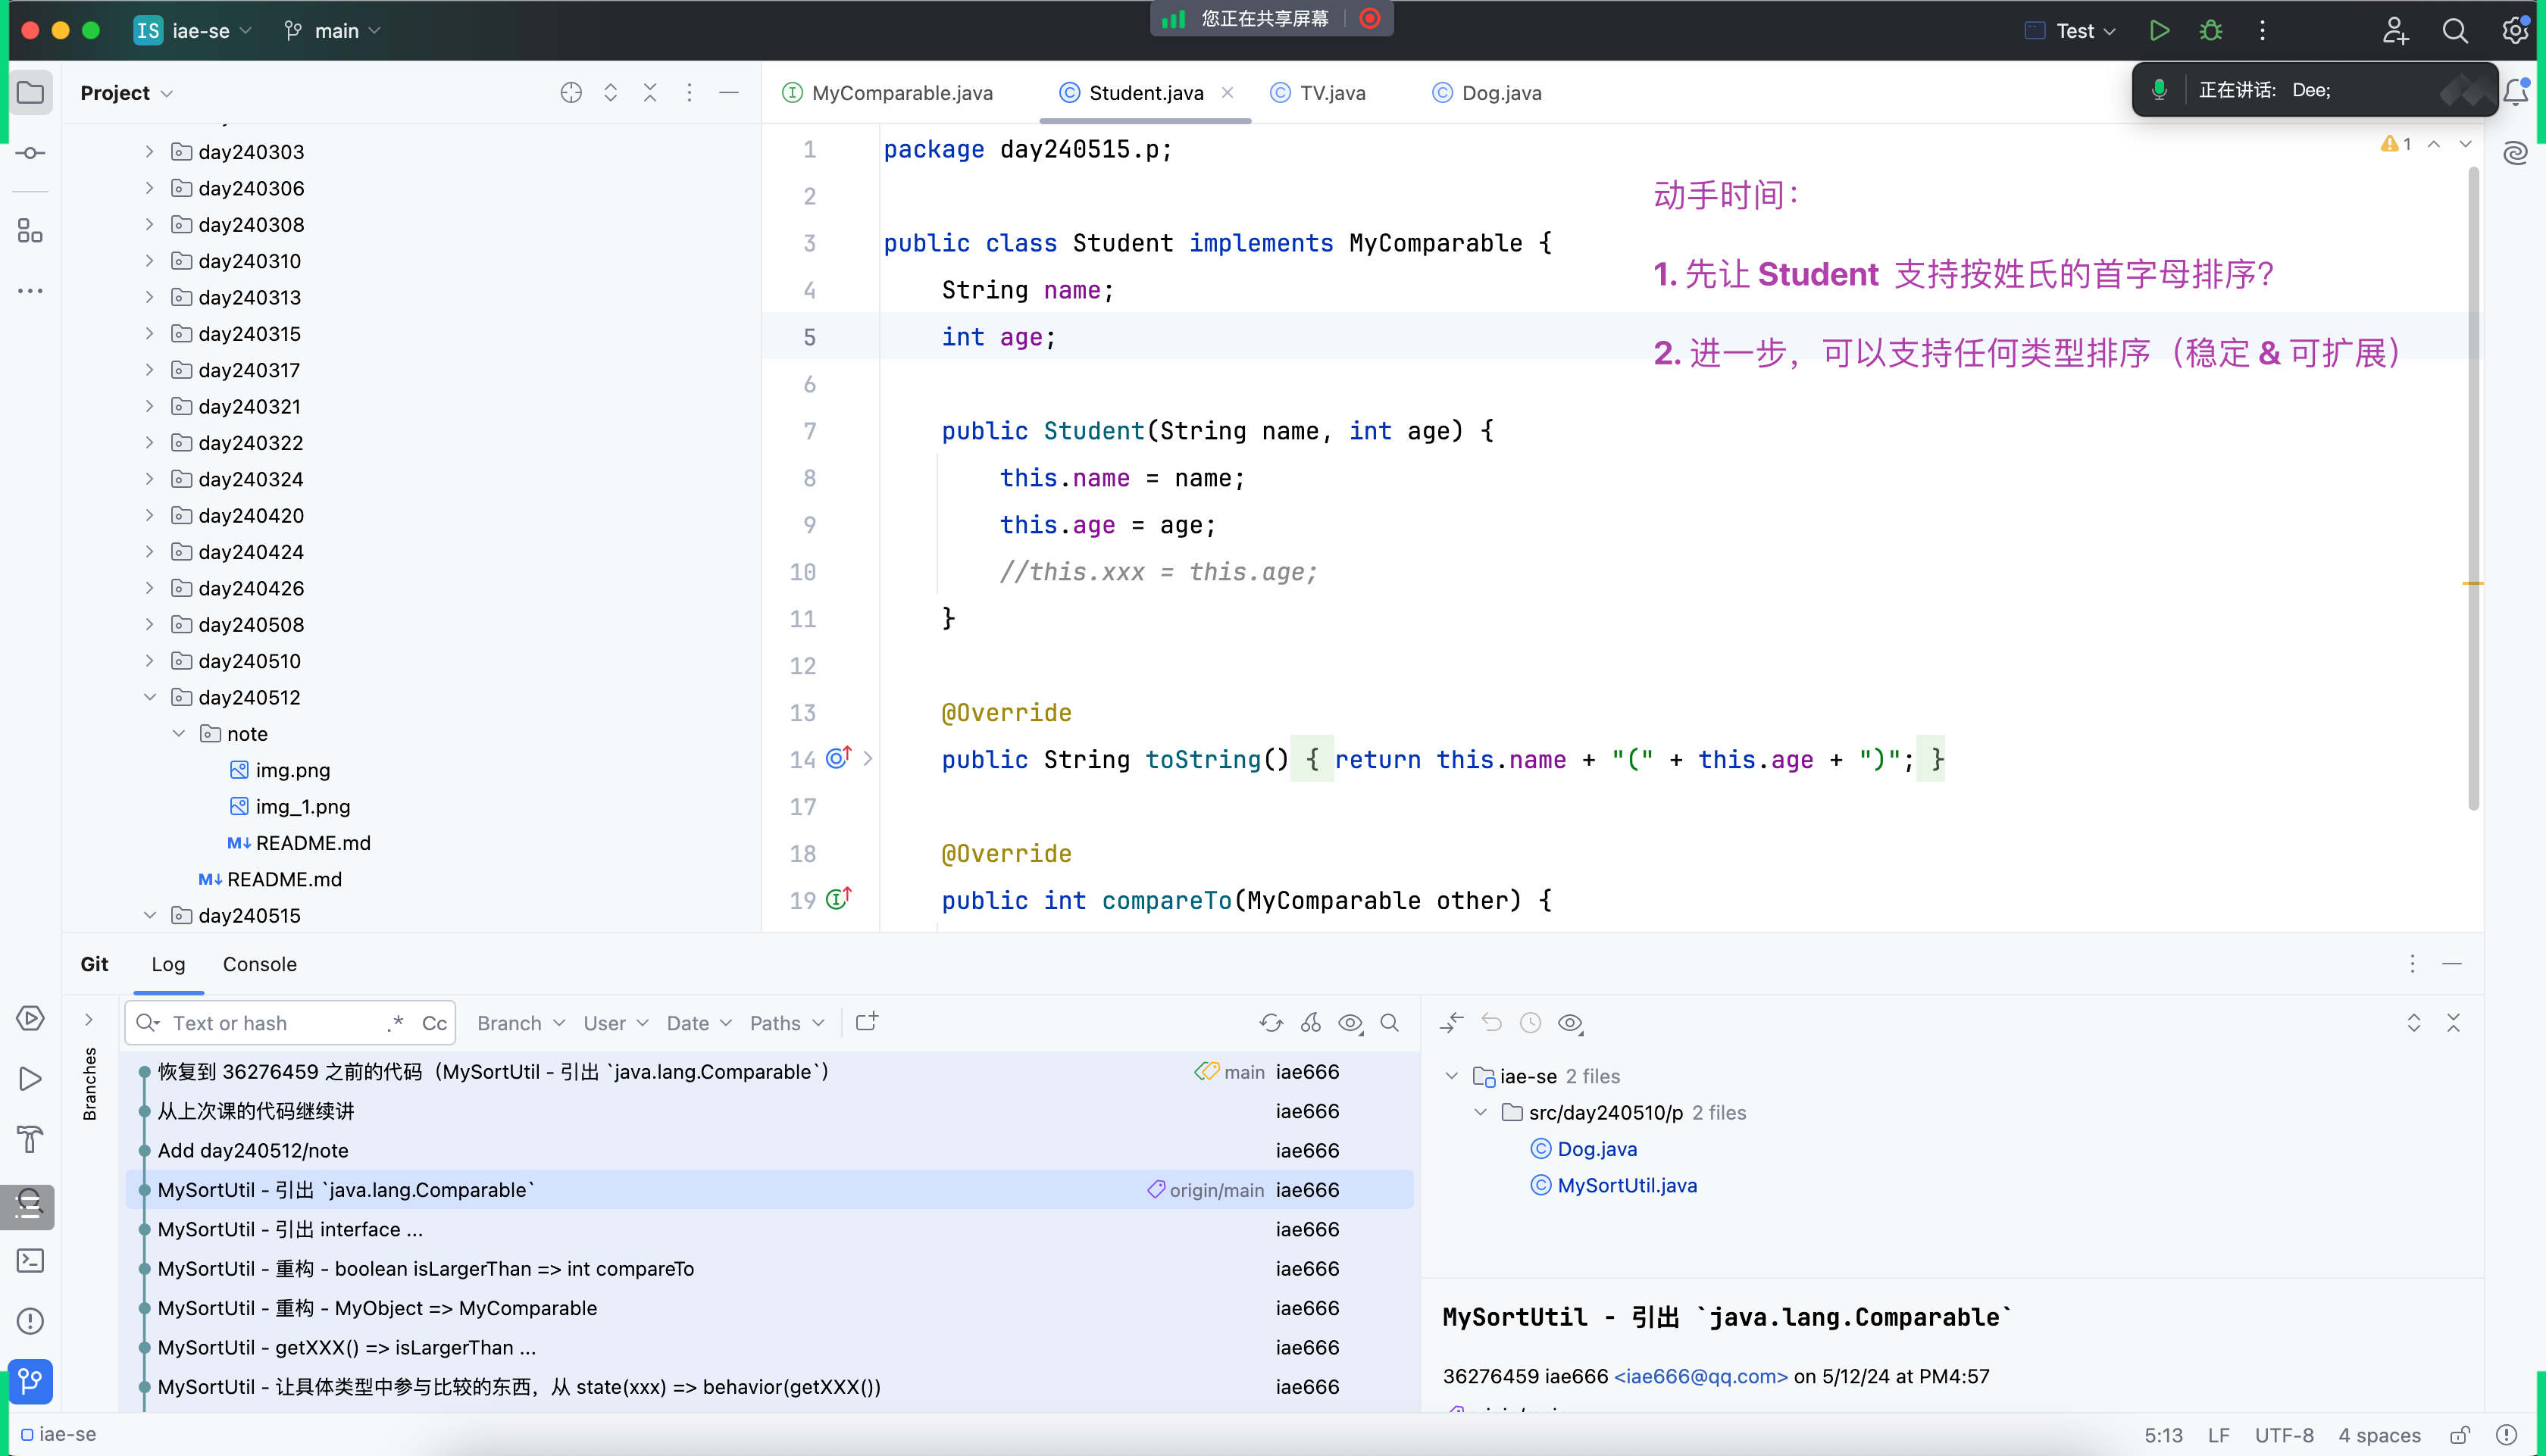 IS iae-se main
您正在共享屏幕
Test
Project
MyComparable.java Student.java TV.java Dog.java
正在讲话: Dee;
day240303
day240306
day240308
day240310
day240313
day240315
day240317
day240321
day240322
day240324
day240420
day240424
day240426
day240508
day240510
day240512
note
img.png
img_1.png
README.md
README.md
day240515
1 package day240515.p;
2
3 public class Student implements MyComparable {
4 String name;
5 int age;
6
7 public Student(String name, int age) {
8 this.name = name;
9 this.age = age;
10 //this.xxx = this.age;
11 }
12
13 @Override
14 public String toString() { return this.name + "(" + this.age + ")"; }
17
18 @Override
19 public int compareTo(MyComparable other) {
1
动手时间：
1. 先让 Student 支持按姓氏的首字母排序？
2. 进一步，可以支持任何类型排序（稳定 & 可扩展）
Git Log Console
Text or hash .* Cc Branch User Date Paths
Branches
恢复到 36276459 之前的代码（MySortUtil - 引出 `java.lang.Comparable`） main iae666
从上次课的代码继续讲 iae666
Add day240512/note iae666
MySortUtil - 引出 `java.lang.Comparable` origin/main iae666
MySortUtil - 引出 interface ... iae666
MySortUtil - 重构 - boolean isLargerThan => int compareTo iae666
MySortUtil - 重构 - MyObject => MyComparable iae666
MySortUtil - getXXX() => isLargerThan ... iae666
MySortUtil - 让具体类型中参与比较的东西，从 state(xxx) => behavior(getXXX()) iae666
iae-se 2 files
src/day240510/p 2 files
Dog.java
MySortUtil.java
MySortUtil - 引出 `java.lang.Comparable`
36276459 iae666 <iae666@qq.com> on 5/12/24 at PM4:57
iae-se
5:13 LF UTF-8 4 spaces